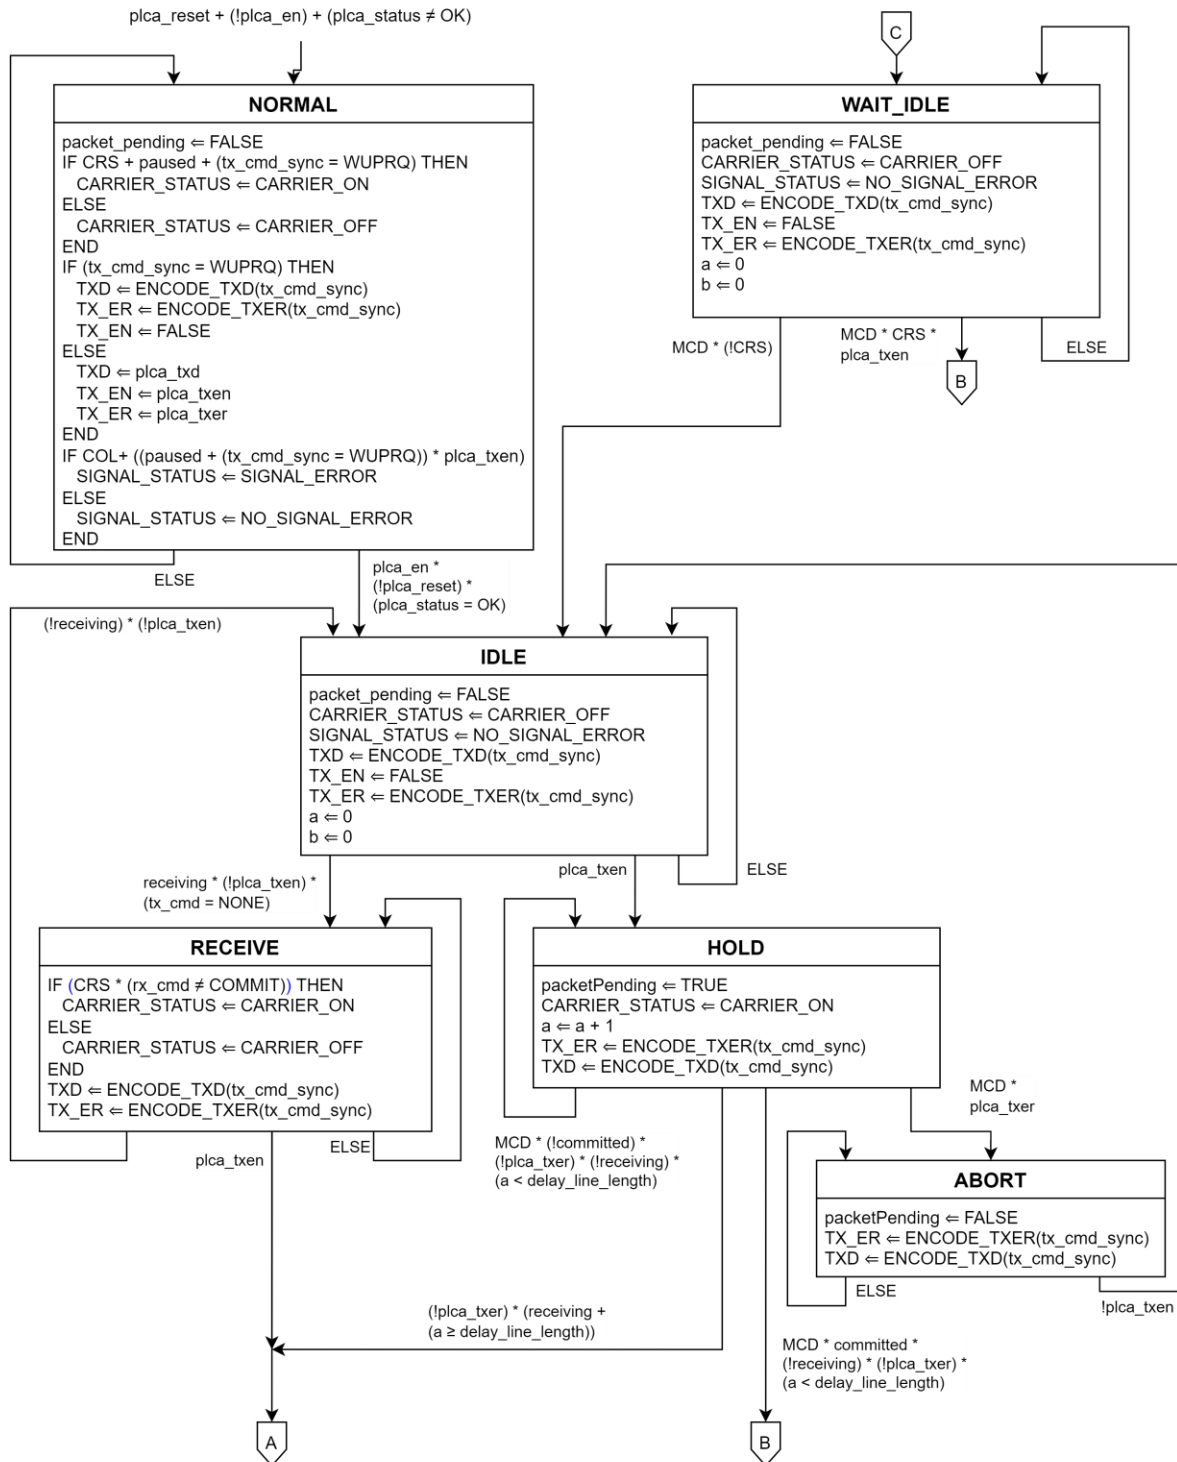 plca_reset + (!plca_en) + (plca_status ≠ OK)
NORMAL
packet_pending ⇐ FALSE
IF CRS + paused + (tx_cmd_sync = WUPRQ) THEN
CARRIER_STATUS ⇐ CARRIER_ON
ELSE
CARRIER_STATUS ⇐ CARRIER_OFF
END
IF (tx_cmd_sync = WUPRQ) THEN
TXD ⇐ ENCODE_TXD(tx_cmd_sync)
TX_ER ⇐ ENCODE_TXER(tx_cmd_sync)
TX_EN ⇐ FALSE
ELSE
TXD ⇐ plca_txd
TX_EN ⇐ plca_txen
TX_ER ⇐ plca_txer
END
IF COL+ ((paused + (tx_cmd_sync = WUPRQ)) * plca_txen)
SIGNAL_STATUS ⇐ SIGNAL_ERROR
ELSE
SIGNAL_STATUS ⇐ NO_SIGNAL_ERROR
END
ELSE
plca_en *
(!plca_reset) *
(plca_status = OK)
C
WAIT_IDLE
packet_pending ⇐ FALSE
CARRIER_STATUS ⇐ CARRIER_OFF
SIGNAL_STATUS ⇐ NO_SIGNAL_ERROR
TXD ⇐ ENCODE_TXD(tx_cmd_sync)
TX_EN ⇐ FALSE
TX_ER ⇐ ENCODE_TXER(tx_cmd_sync)
a ⇐ 0
b ⇐ 0
MCD * (!CRS)
MCD * CRS *
plca_txen
ELSE
B
(!receiving) * (!plca_txen)
IDLE
packet_pending ⇐ FALSE
CARRIER_STATUS ⇐ CARRIER_OFF
SIGNAL_STATUS ⇐ NO_SIGNAL_ERROR
TXD ⇐ ENCODE_TXD(tx_cmd_sync)
TX_EN ⇐ FALSE
TX_ER ⇐ ENCODE_TXER(tx_cmd_sync)
a ⇐ 0
b ⇐ 0
receiving * (!plca_txen) *
(tx_cmd = NONE)
plca_txen
ELSE
RECEIVE
IF (CRS * (rx_cmd ≠ COMMIT)) THEN
CARRIER_STATUS ⇐ CARRIER_ON
ELSE
CARRIER_STATUS ⇐ CARRIER_OFF
END
TXD ⇐ ENCODE_TXD(tx_cmd_sync)
TX_ER ⇐ ENCODE_TXER(tx_cmd_sync)
plca_txen
ELSE
HOLD
packetPending ⇐ TRUE
CARRIER_STATUS ⇐ CARRIER_ON
a ⇐ a + 1
TX_ER ⇐ ENCODE_TXER(tx_cmd_sync)
TXD ⇐ ENCODE_TXD(tx_cmd_sync)
MCD * (!committed) *
(!plca_txer) * (!receiving) *
(a < delay_line_length)
MCD *
plca_txer
ABORT
packetPending ⇐ FALSE
TX_ER ⇐ ENCODE_TXER(tx_cmd_sync)
TXD ⇐ ENCODE_TXD(tx_cmd_sync)
ELSE
!plca_txen
(!plca_txer) * (receiving +
(a ≥ delay_line_length))
MCD * committed *
(!receiving) * (!plca_txer) *
(a < delay_line_length)
A
B